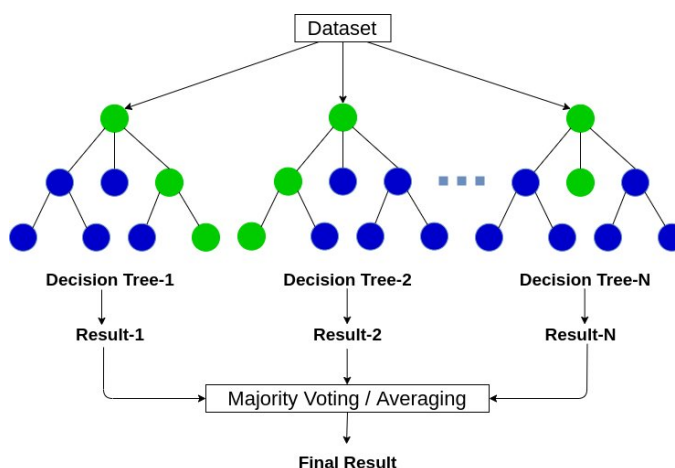 Dataset
Decision Tree-1
Decision Tree-2
Decision Tree-N
Result-1
Result-2
Result-N
Majority Voting / Averaging
Final Result